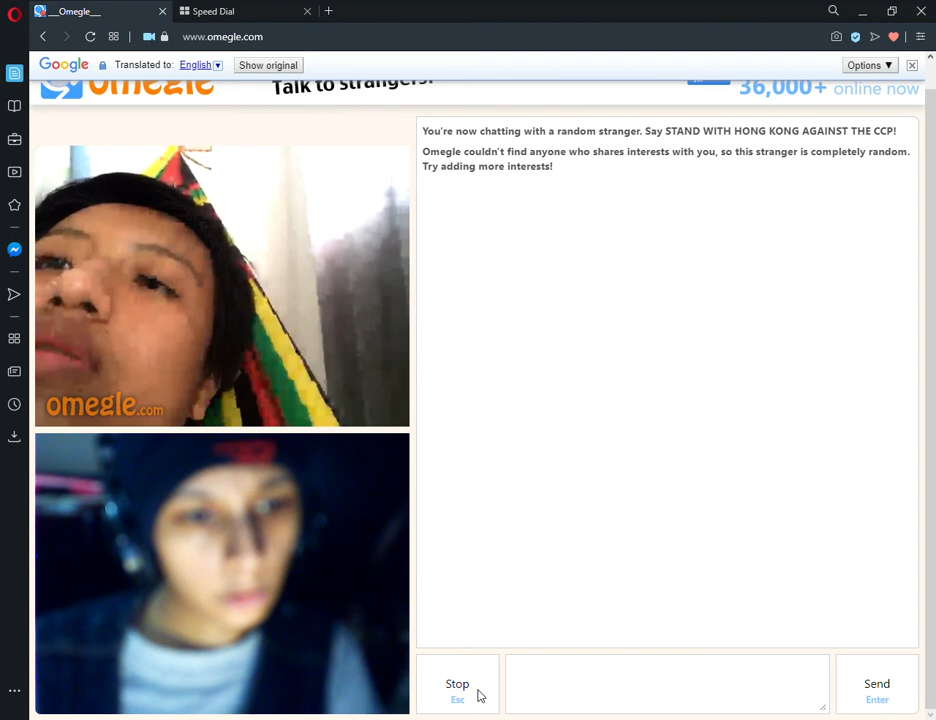 __Omegle__
Speed Dial
www.omegle.com
Google Translated to: English Show original Options ▼
omegle Talk to strangers! 36,000+ online now
You're now chatting with a random stranger. Say STAND WITH HONG KONG AGAINST THE CCP!
Omegle couldn't find anyone who shares interests with you, so this stranger is completely random.
Try adding more interests!
omegle.com
Stop
Esc
Send
Enter